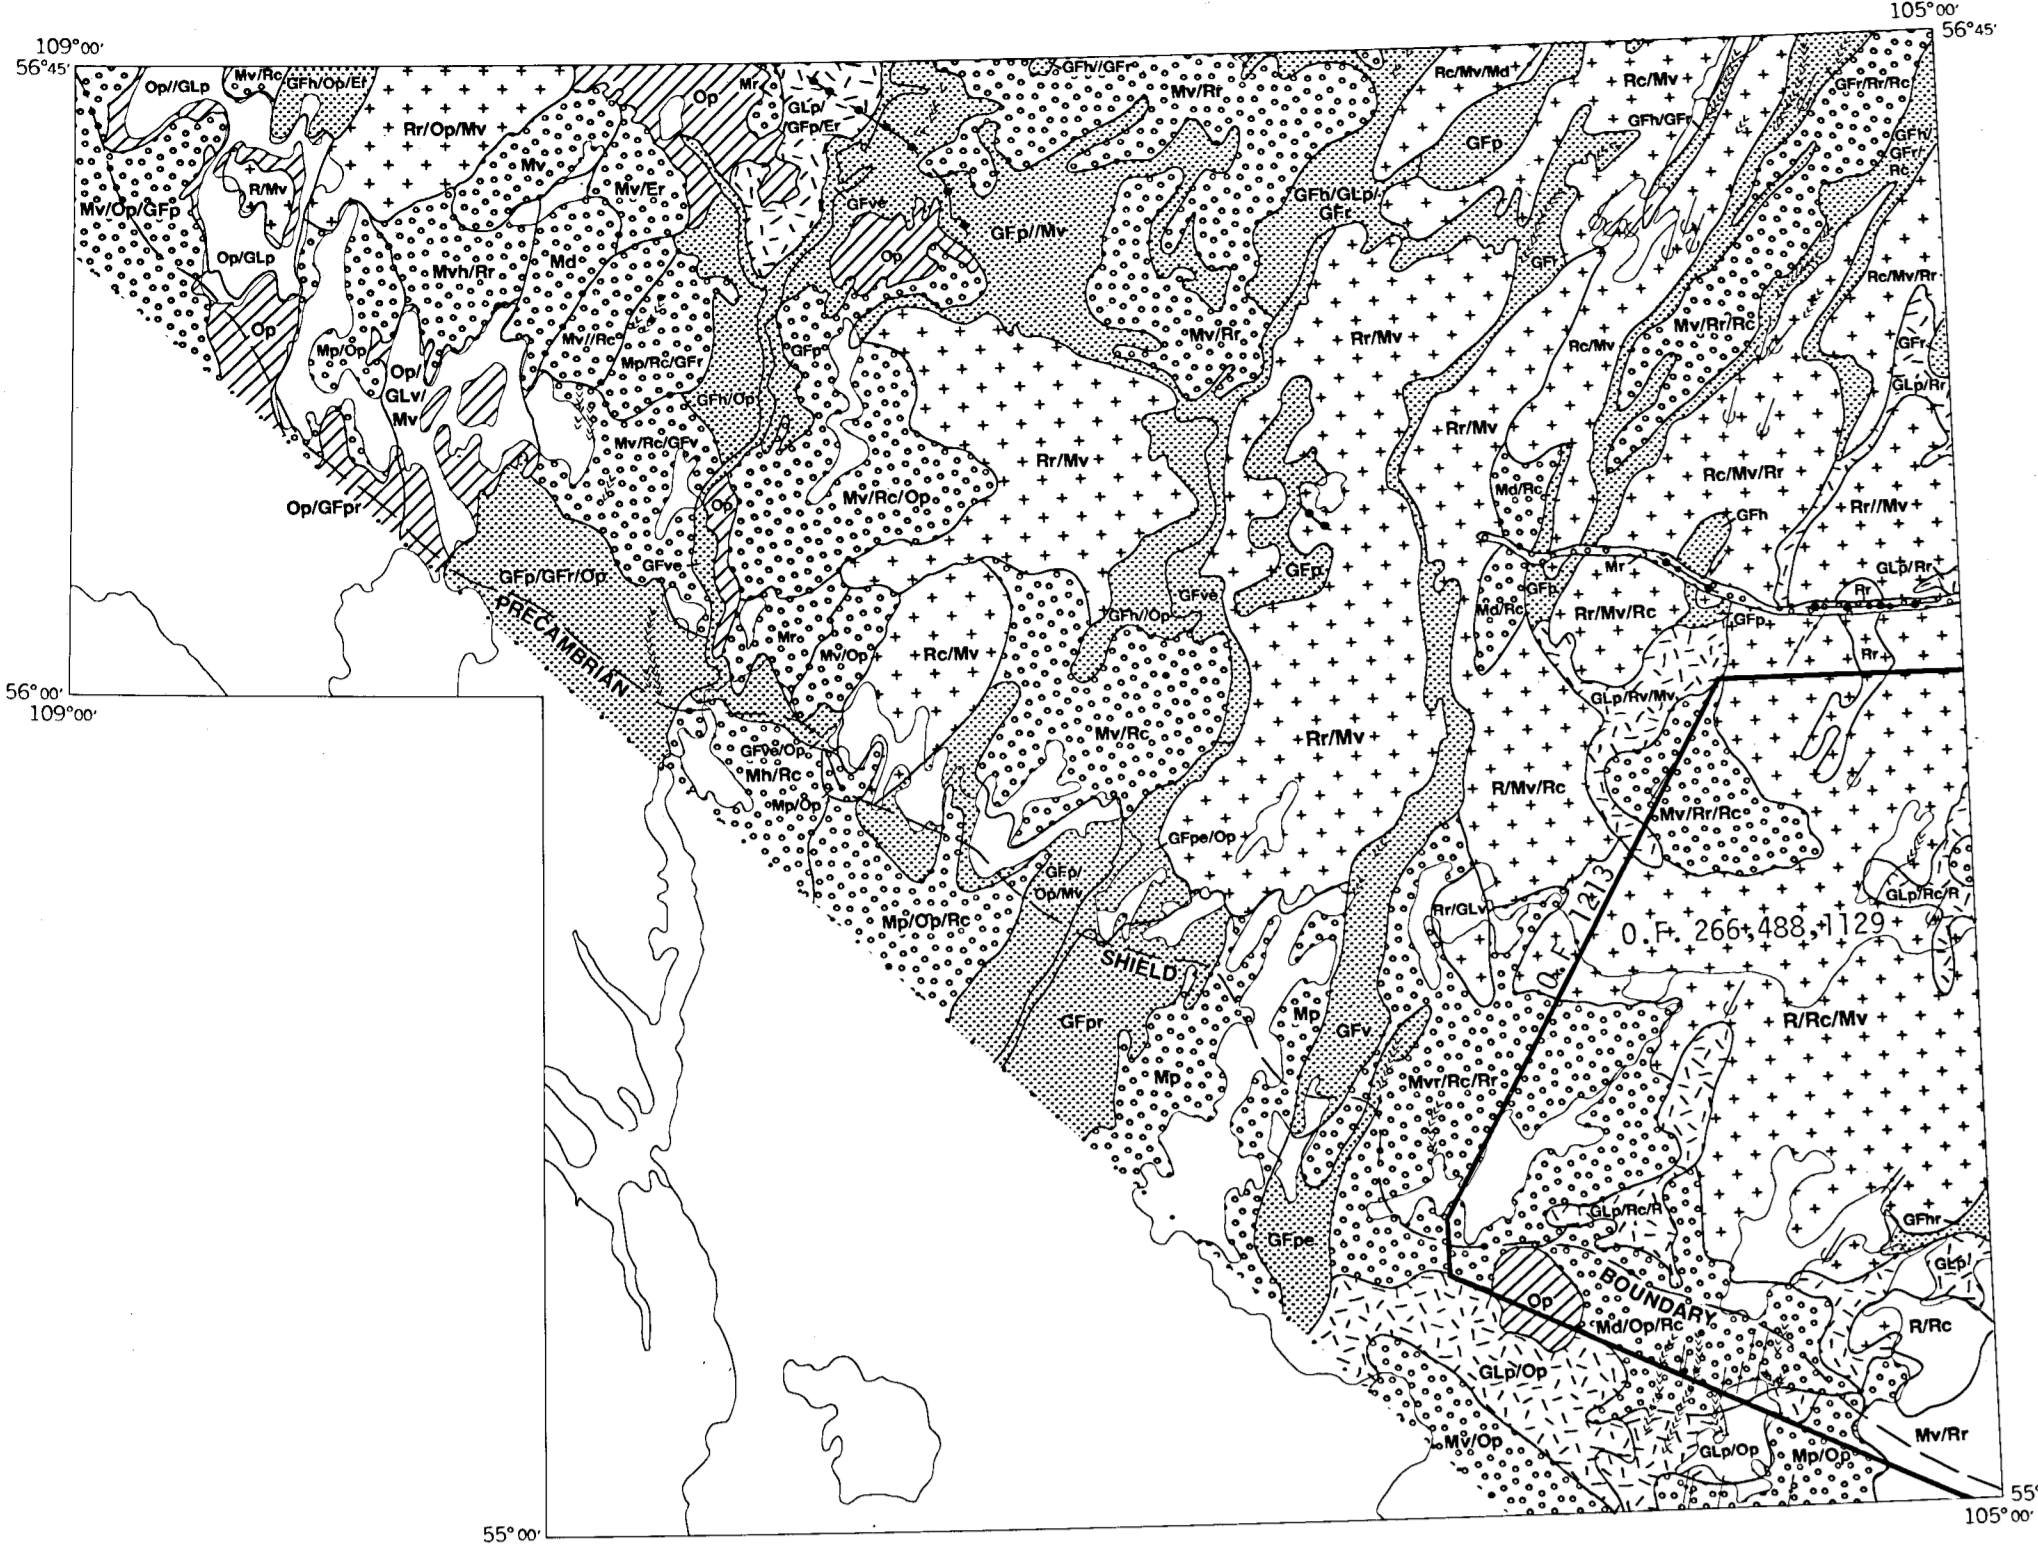 105°00'
109°00'
56°45'
56°45'
Op//GLp
Mv/Rc
GFh/Op/Er
Rr/Op/Mv
Op
Mr
GLp/
GFp/Er
GFh//GFr
Mv/Rr
Rc/Mv/Md
Rc/Mv
GFr/Rr/Rc
GFh/GFr
GFp
GFh/
GFr/
Rc
Mv
Mv/Er
R/Mv
Mv/Op/GFp
GFve
GFp//Mv
GFh/GLp/
GFr
Op/GLp
Mvh/Rr
Md
Op
GFr
Rc/Mv/Rr
Op
Mp/Op
Mv//Rc
Mp/Rc/GFr
GFp
Mv/Rr
Rr/Mv
Rc/Mv
Mv/Rr/Rc
GFr
GLp/Rr
Op/
GLv/
Mv
GFh/Op
Mv/Rc/GFv
Rr/Mv
Rr/Mv
Rc/Mv/Rr
Mv/Rc/Op
Md/Rc
Op/GFpr
Op
GFh
Rr//Mv
GFp/GFr/Op
GFve
GFp
Mr
GLp/Rr
Rr
PRECAMBRIAN
GFve
GFh//Op
GFp
Md/Rc
Rr/Mv/Rc
GFp
Mr
Mv/Op
Rc/Mv
Rr
56°00'
109°00'
GLp/Rv/Mv
GFve/Op
Mh/Rc
Mp/Op
Mv/Rc
Rr/Mv
R/Mv/Rc
Mv/Rr/Rc
GFpe/Op
GFp/
Op/Mv
Mp/Op/Rc
Rr/GLv
O.F. 1213
GLp/Rc/R
O.F. 266,488,1129
SHIELD
GFpr
Mp
GFv
R/Rc/Mv
Mp
Mvr/Rc/Rr
GLp/Rc/R
GFhr
GFpe
GLp
BOUNDARY
Op
Md/Op/Rc
R/Rc
GLp/Op
Mv/Op
GLp/Op
Mp/Op
Mv/Rr
55°00'
55°
105°00'